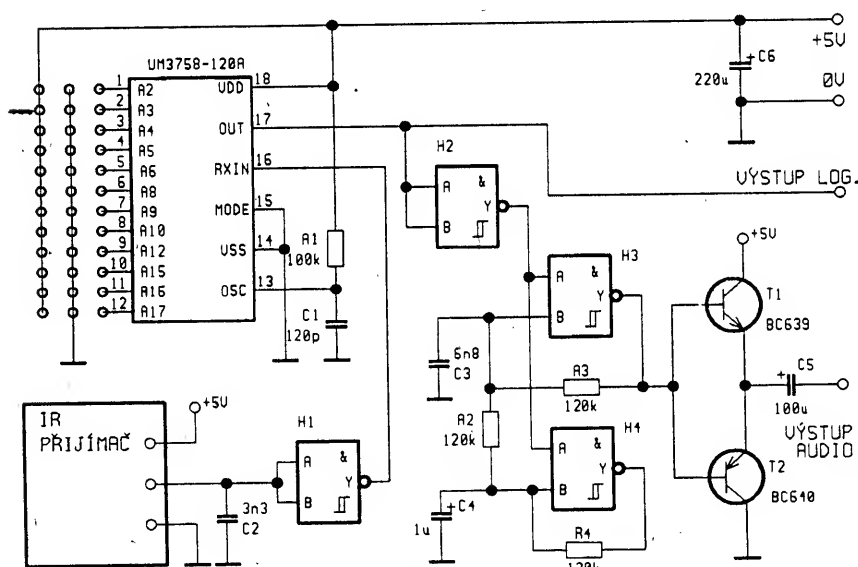 +5V
UM3758-120A
+C6
220u
0V
1 A2 VDD 18
2 A3
3 A4 OUT 17
4 A5
5 A6 RXIN 16
6 A8
7 A9 MODE 15
8 A10
9 A12 VSS 14
10 A15
11 A16 OSC 13
12 A17
R1
100k
C1
120p
H2
A
&
Y
B
VÝSTUP LOG.
H3
A
&
Y
B
+5V
T1
BC639
6n8
C3
R3
120k
R2
120k
+ C5
100u
VÝSTUP
AUDIO
IR
PŘIJÍMAČ
+5V
H1
A
&
Y
B
3n3
C2
H4
A
&
Y
B
T2
BC640
+C4
1u
R4
120k